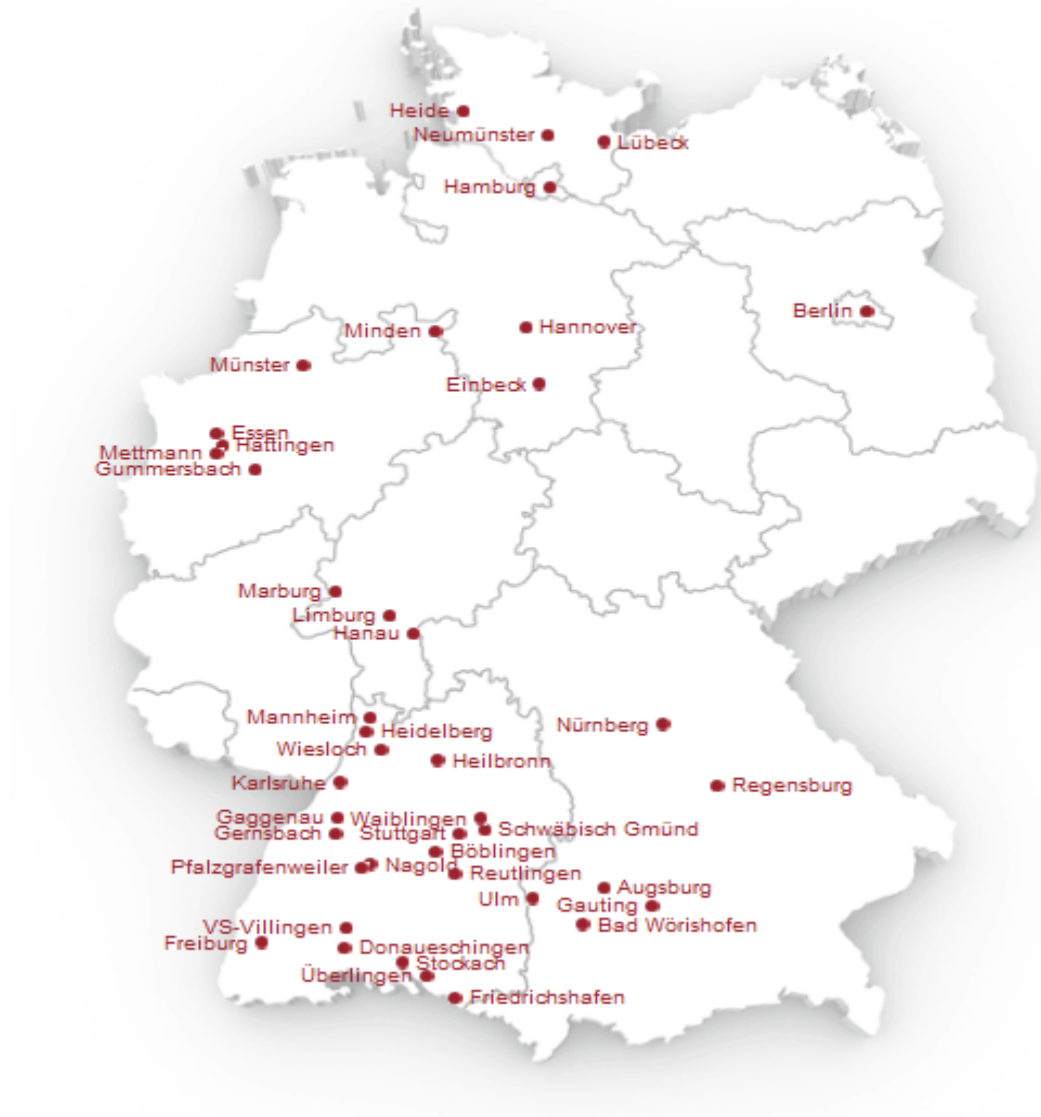 Heide
Neumünster
Lübeck
Hamburg
Berlin
Hannover
Minden
Münster
Einbeck
Essen
Hattingen
Mettmann
Gummersbach
Marburg
Limburg
Hanau
Mannheim
Nürnberg
Heidelberg
Wiesloch
Heilbronn
Karlsruhe
Regensburg
Gaggenau
Waiblingen
Gernsbach
Stuttgart
Schwäbisch Gmünd
Böblingen
Pfalzgrafenweiler
Nagold
Reutlingen
Augsburg
Ulm
Gauting
Bad Wörishofen
VS-Villingen
Freiburg
Donaueschingen
Stockach
Überlingen
Friedrichshafen